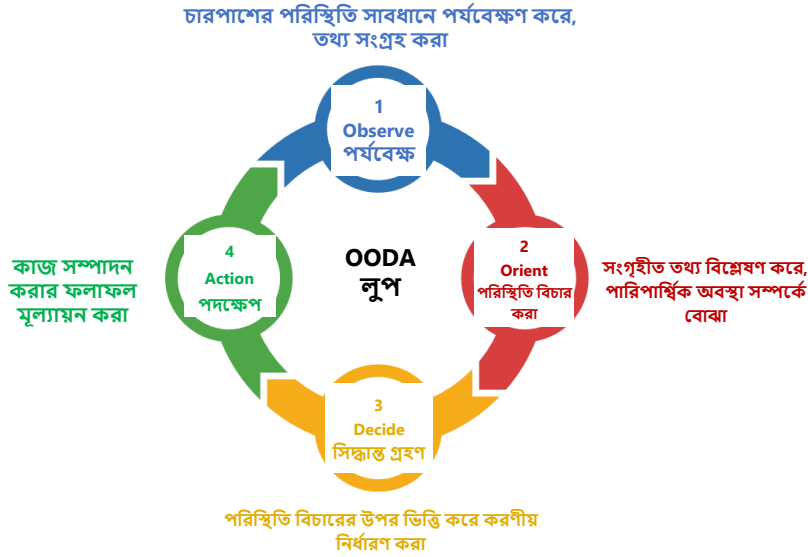 চারপাশের পরিস্থিতি সাবধানে পর্যবেক্ষণ করে,
তথ্য সংগ্রহ করা
1
Observe
পর্যবেক্ষ
OODA
লুপ
2
Orient
পরিস্থিতি বিচার
করা
সংগৃহীত তথ্য বিশ্লেষণ করে,
পারিপার্শ্বিক অবস্থা সম্পর্কে
বোঝা
3
Decide
সিদ্ধান্ত গ্রহণ
পরিস্থিতি বিচারের উপর ভিত্তি করে করণীয়
নির্ধারণ করা
4
Action
পদক্ষেপ
কাজ সম্পাদন
করার ফলাফল
মূল্যায়ন করা